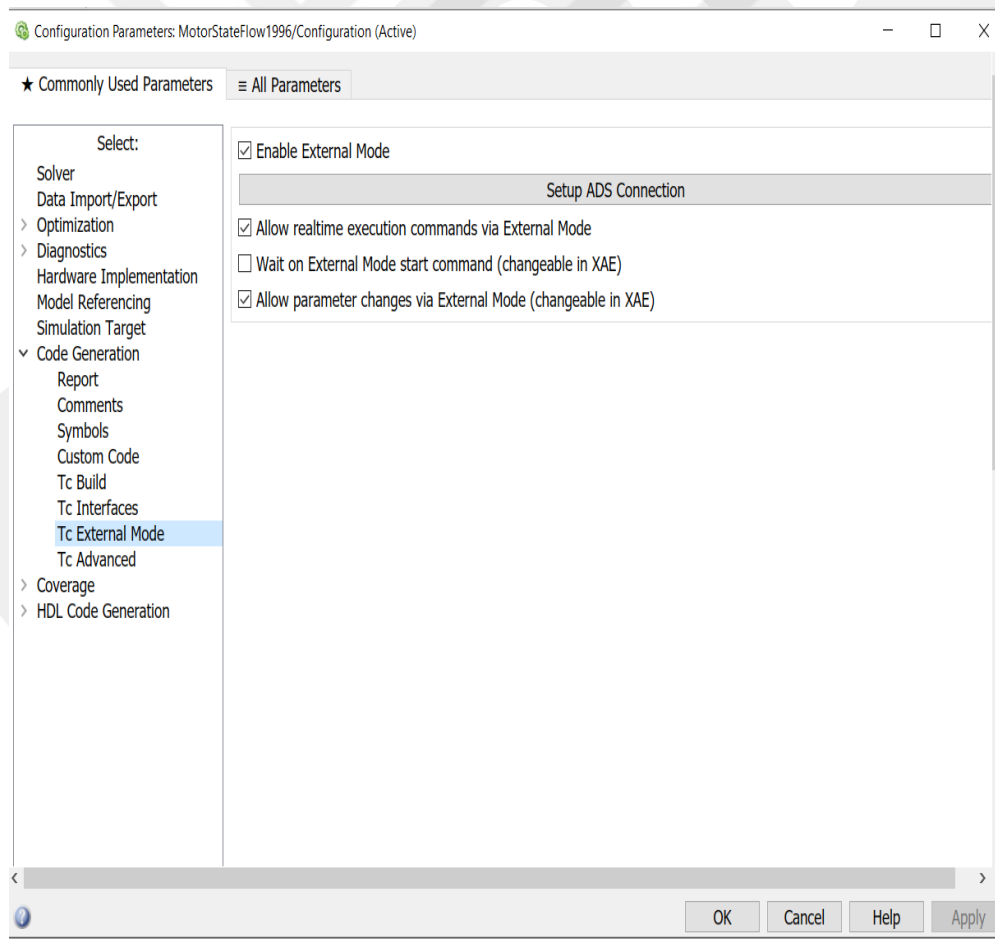 Configuration Parameters: MotorStateFlow1996/Configuration (Active)
★ Commonly Used Parameters
≡ All Parameters
Select:
Solver
Data Import/Export
Optimization
Diagnostics
Hardware Implementation
Model Referencing
Simulation Target
Code Generation
Report
Comments
Symbols
Custom Code
Tc Build
Tc Interfaces
Tc External Mode
Tc Advanced
Coverage
HDL Code Generation
Enable External Mode
Setup ADS Connection
Allow realtime execution commands via External Mode
Wait on External Mode start command (changeable in XAE)
Allow parameter changes via External Mode (changeable in XAE)
OK
Cancel
Help
Apply